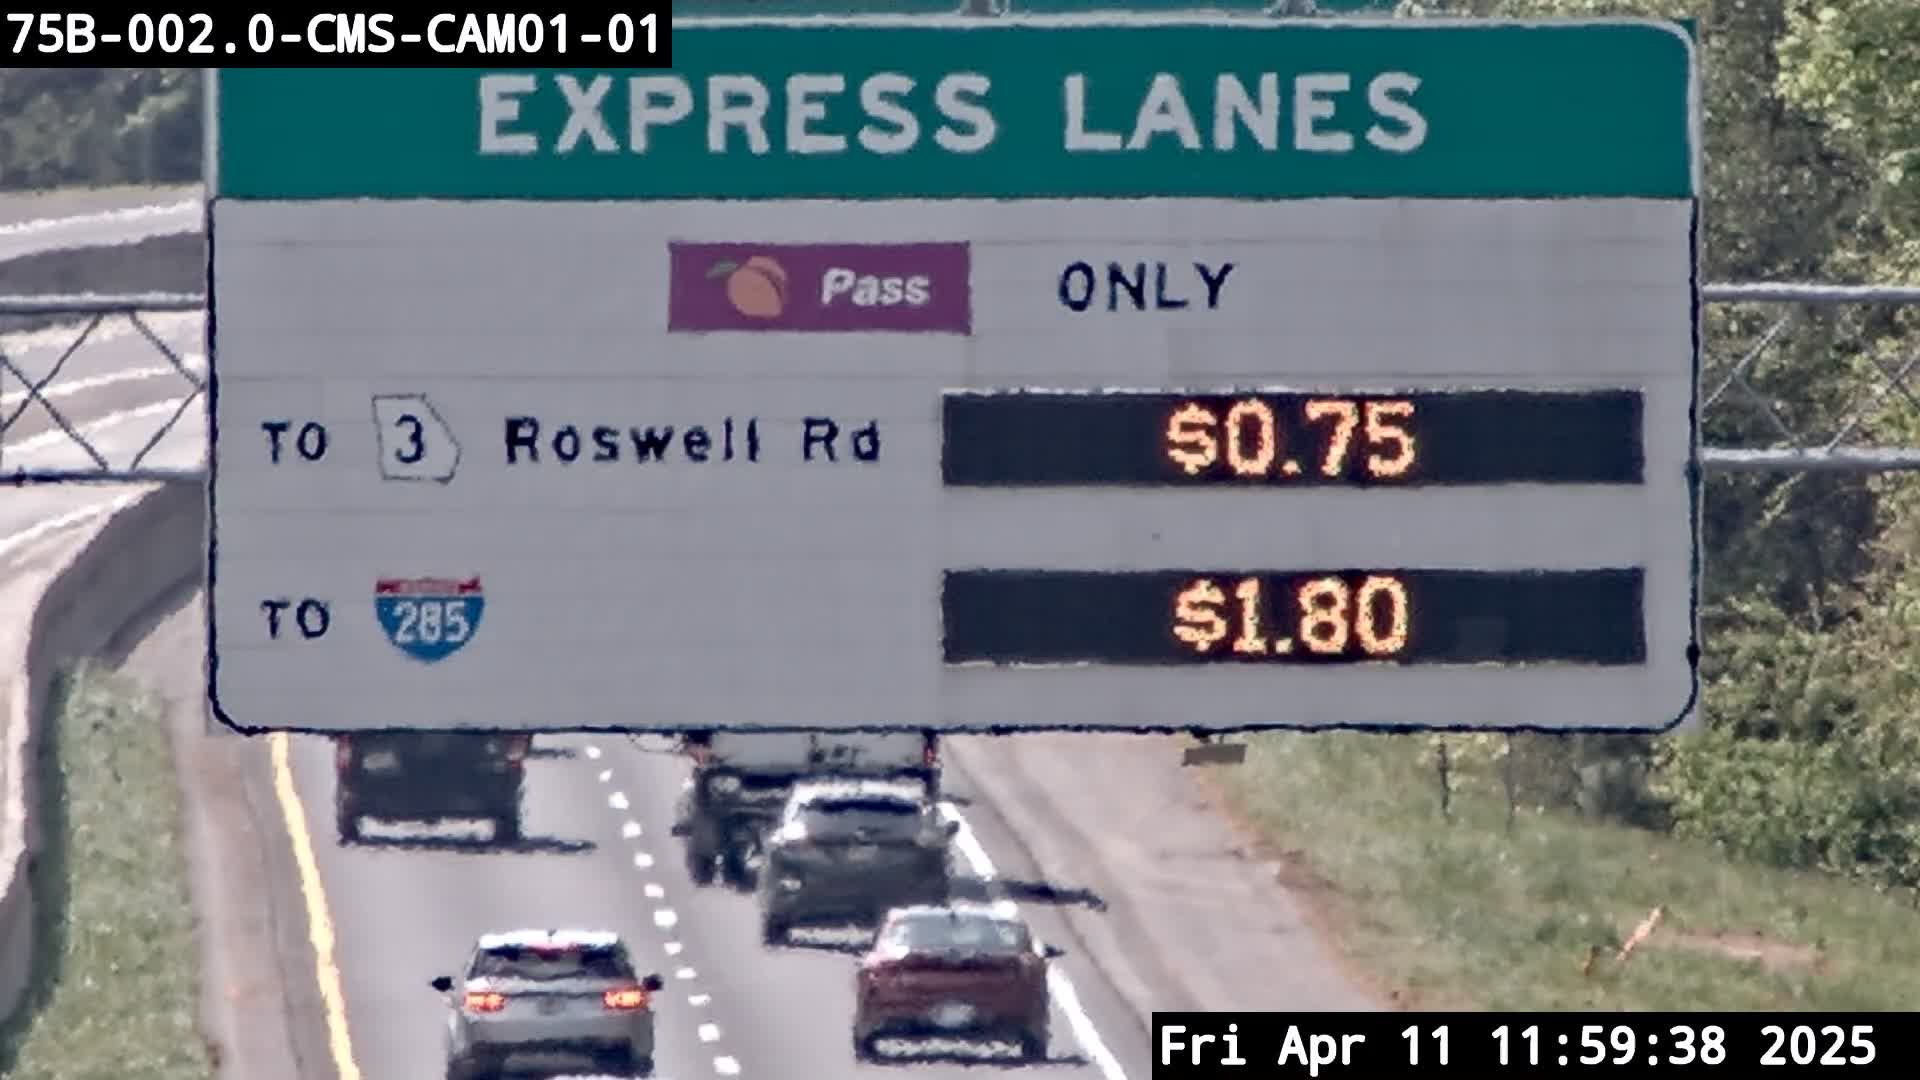 75B-002.0-CMS-CAM01-01
EXPRESS LANES
Pass ONLY
TO 3 Roswell Rd $0.75
TO 285 $1.80
Fri Apr 11 11:59:38 2025